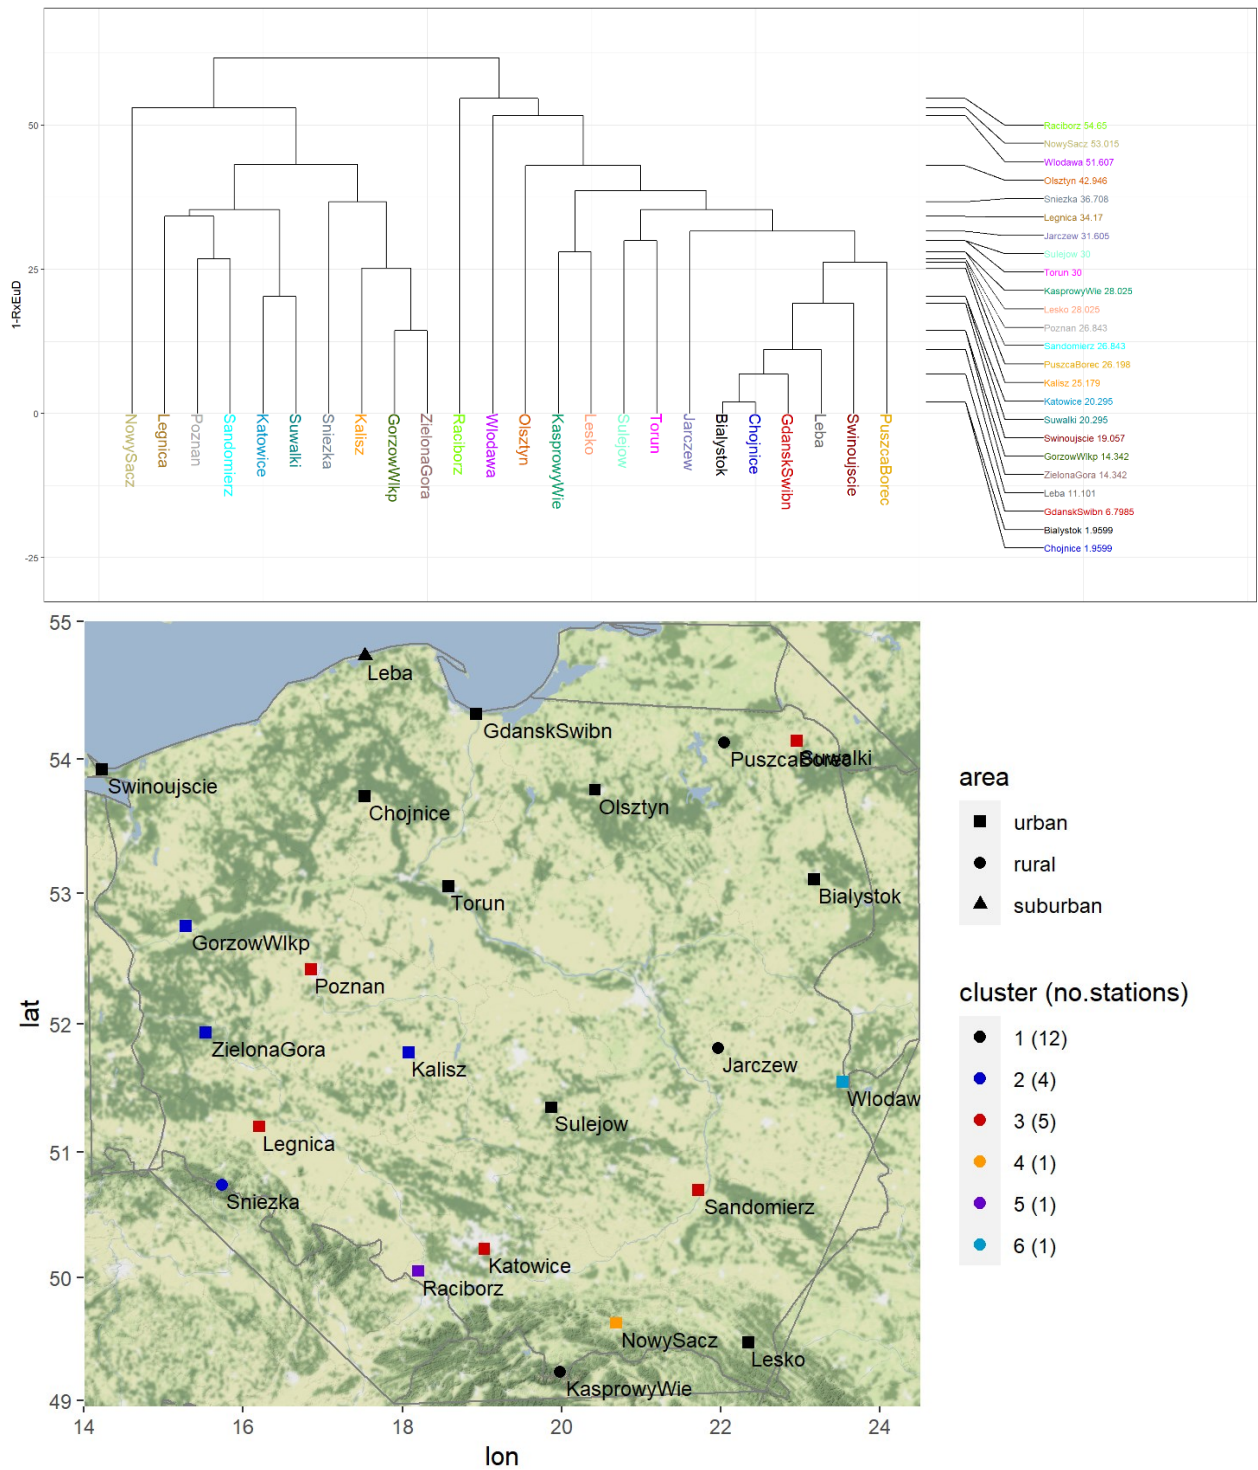 50
25
0
-25
1-RxEuD
NowySacz
Legnica
Poznan
Sandomierz
Katowice
Suwalki
Sniezka
Kalisz
GorzowWlkp
ZielonaGora
Raciborz
Wlodawa
Olsztyn
KasprowyWie
Lesko
Sulejow
Torun
Jarczew
Bialystok
Chojnice
GdanskSwibn
Leba
Swinoujscie
PuszcaBorec
Raciborz 54.65
NowySacz 53.015
Wlodawa 51.607
Olsztyn 42.946
Sniezka 36.708
Legnica 34.17
Jarczew 31.605
Sulejow 30
Torun 30
KasprowyWie 28.025
Lesko 28.025
Poznan 26.843
Sandomierz 26.843
PuszcaBorec 26.198
Kalisz 25.179
Katowice 20.295
Suwalki 20.295
Swinoujscie 19.057
GorzowWlkp 14.342
ZielonaGora 14.342
Leba 11.101
GdanskSwibn 6.7985
Bialystok 1.9599
Chojnice 1.9599
55
54
53
52
51
50
49
lat
Leba
GdanskSwibn
PuszcaBorec
Suwalki
Swinoujscie
Chojnice
Olsztyn
Torun
Bialystok
GorzowWlkp
Poznan
ZielonaGora
Kalisz
Jarczew
Wlodaw
Sulejow
Legnica
Sniezka
Sandomierz
Katowice
Raciborz
NowySacz
Lesko
KasprowyWie
14
16
18
20
22
24
lon
area
urban
rural
suburban
cluster (no.stations)
1 (12)
2 (4)
3 (5)
4 (1)
5 (1)
6 (1)